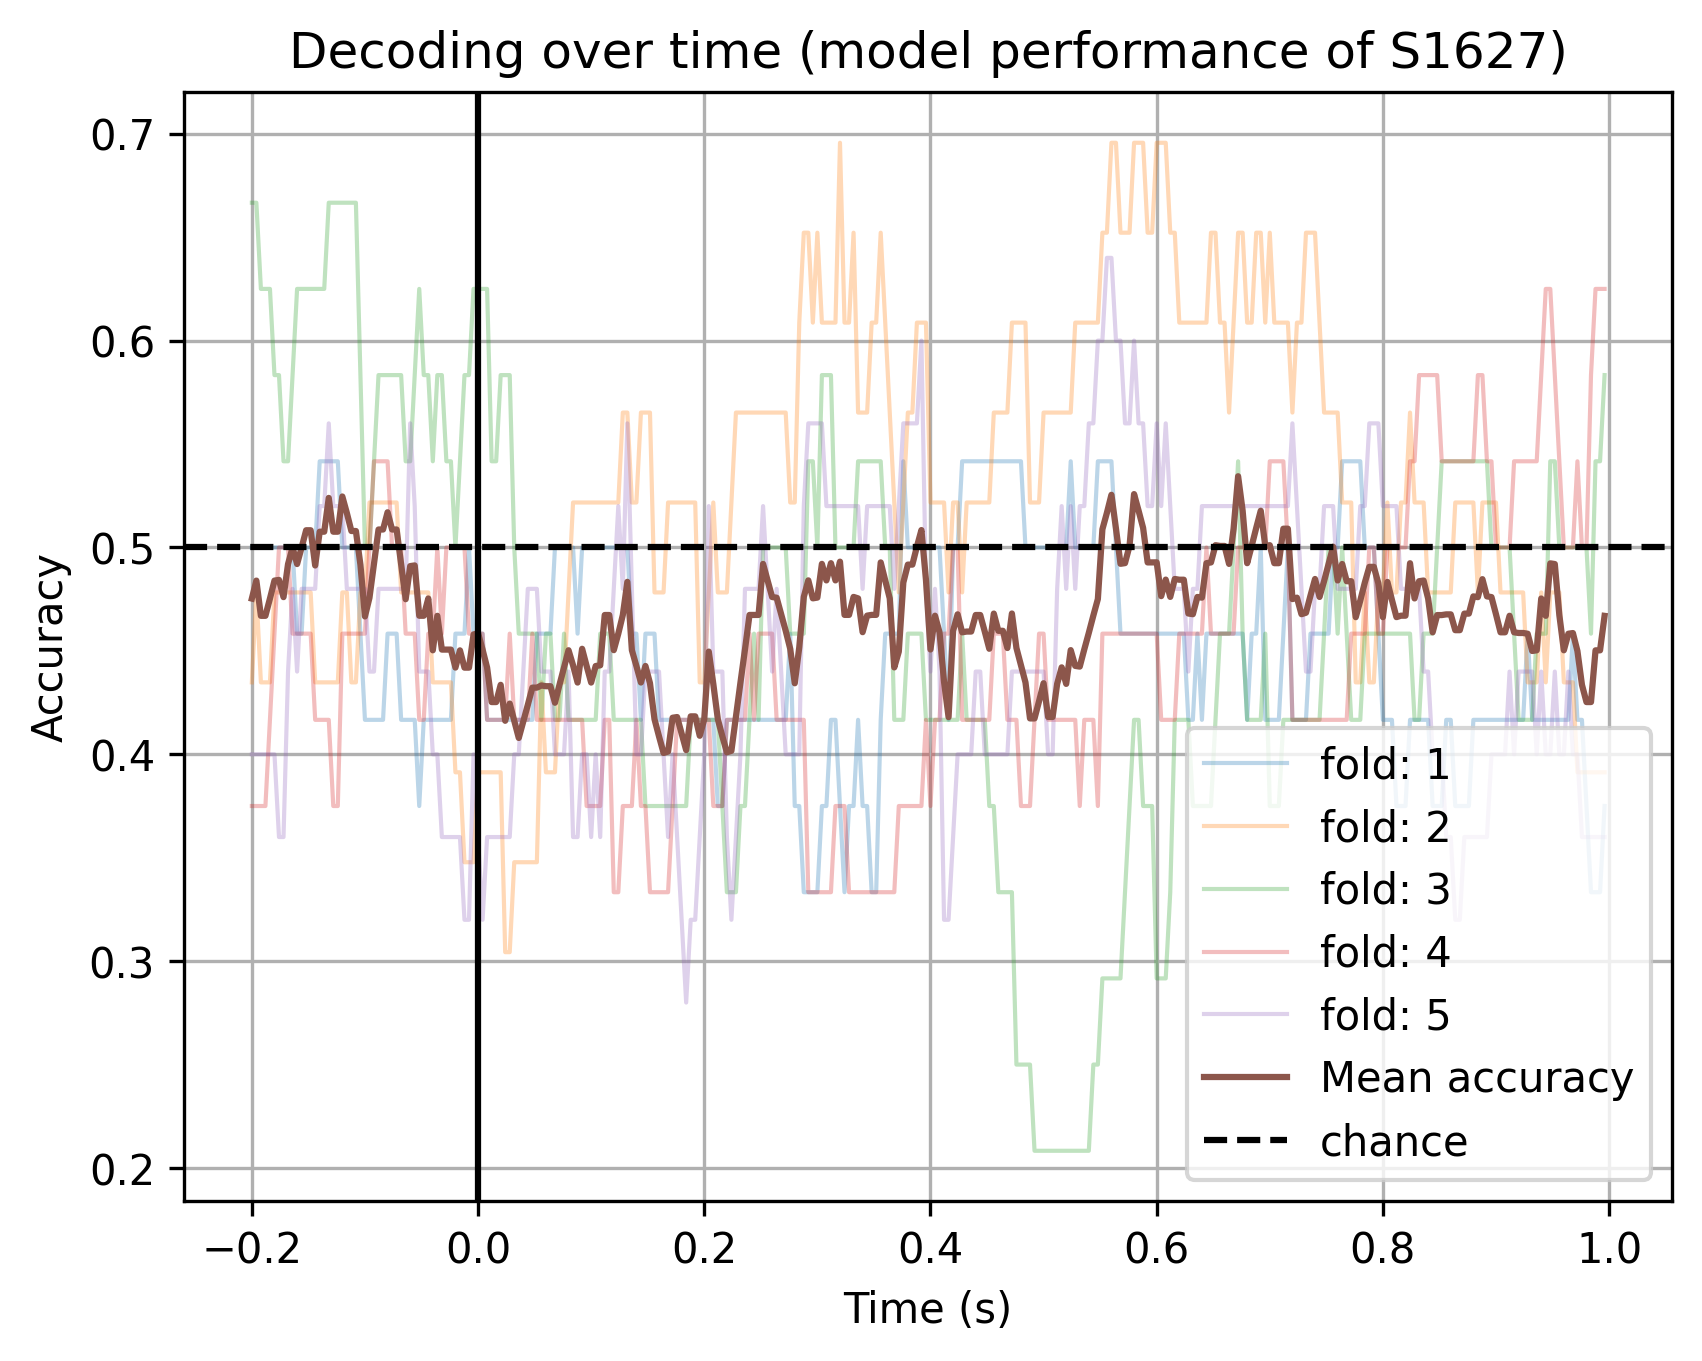 Decoding over time (model performance of S1627)
Accuracy
0.7
0.6
0.5
0.4
0.3
0.2
−0.2
0.0
0.2
0.4
0.6
0.8
1.0
Time (s)
fold: 1
fold: 2
fold: 3
fold: 4
fold: 5
Mean accuracy
chance